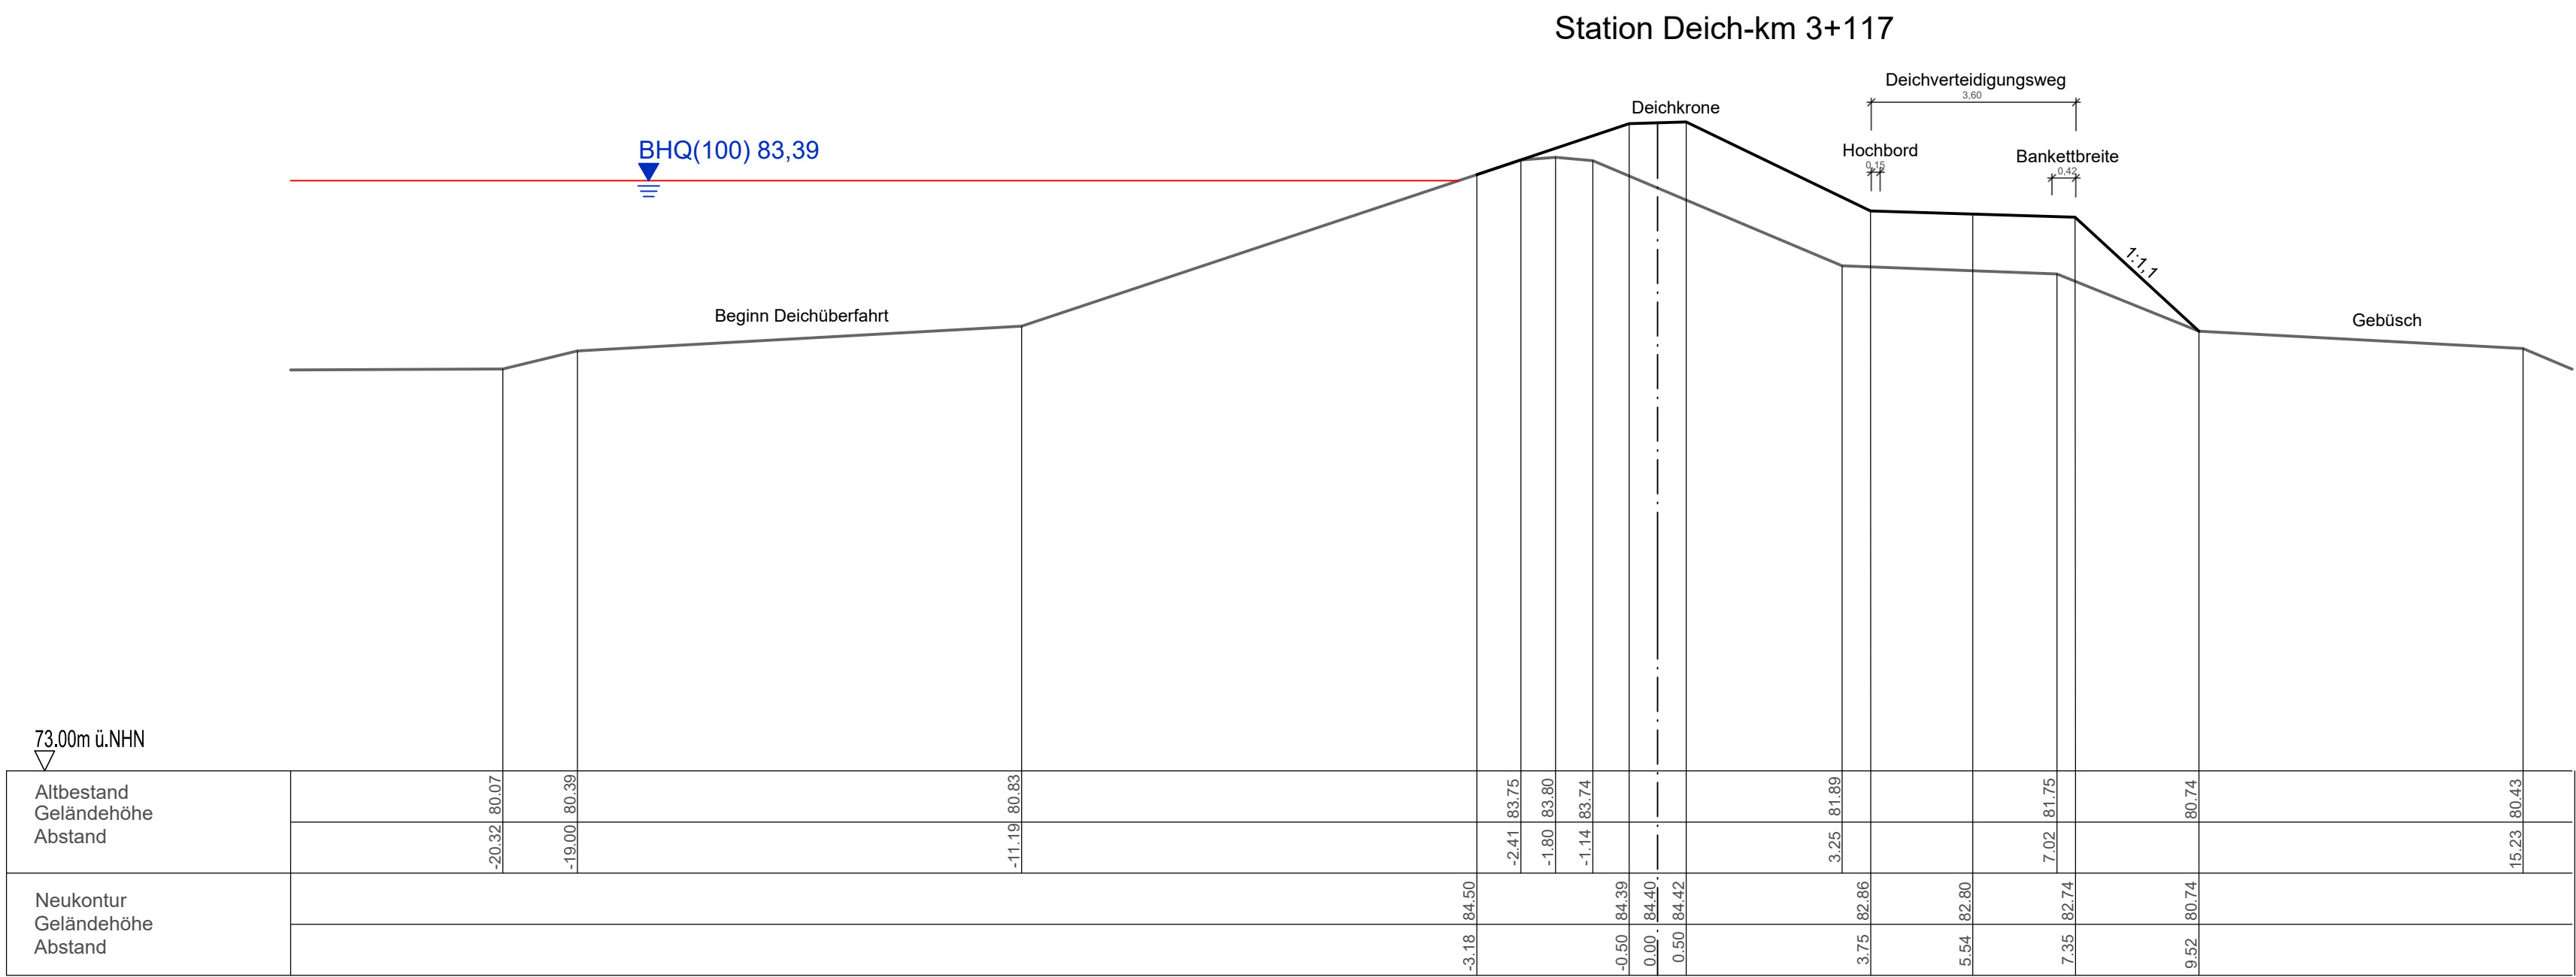 Station Deich-km 3+117
Deichverteidigungsweg
3,60
Deichkrone
BHQ(100) 83,39
Hochbord
0,15
Bankettbreite
0,42
1:1,1
Beginn Deichüberfahrt
Gebüsch
73.00m ü.NHN
Altbestand
Geländehöhe
80.07 80.39 80.83 83.75 83.80 83.74 81.89 81.75 80.74 80.43
Abstand
-20.32 -19.00 -11.19 -2.41 -1.80 -1.14 3.25 7.02 15.23
Neukontur
Geländehöhe
84.50 84.39 84.40 84.42 82.86 82.80 82.74 80.74
Abstand
-3.18 -0.50 0.00 0.50 3.75 5.54 7.35 9.52